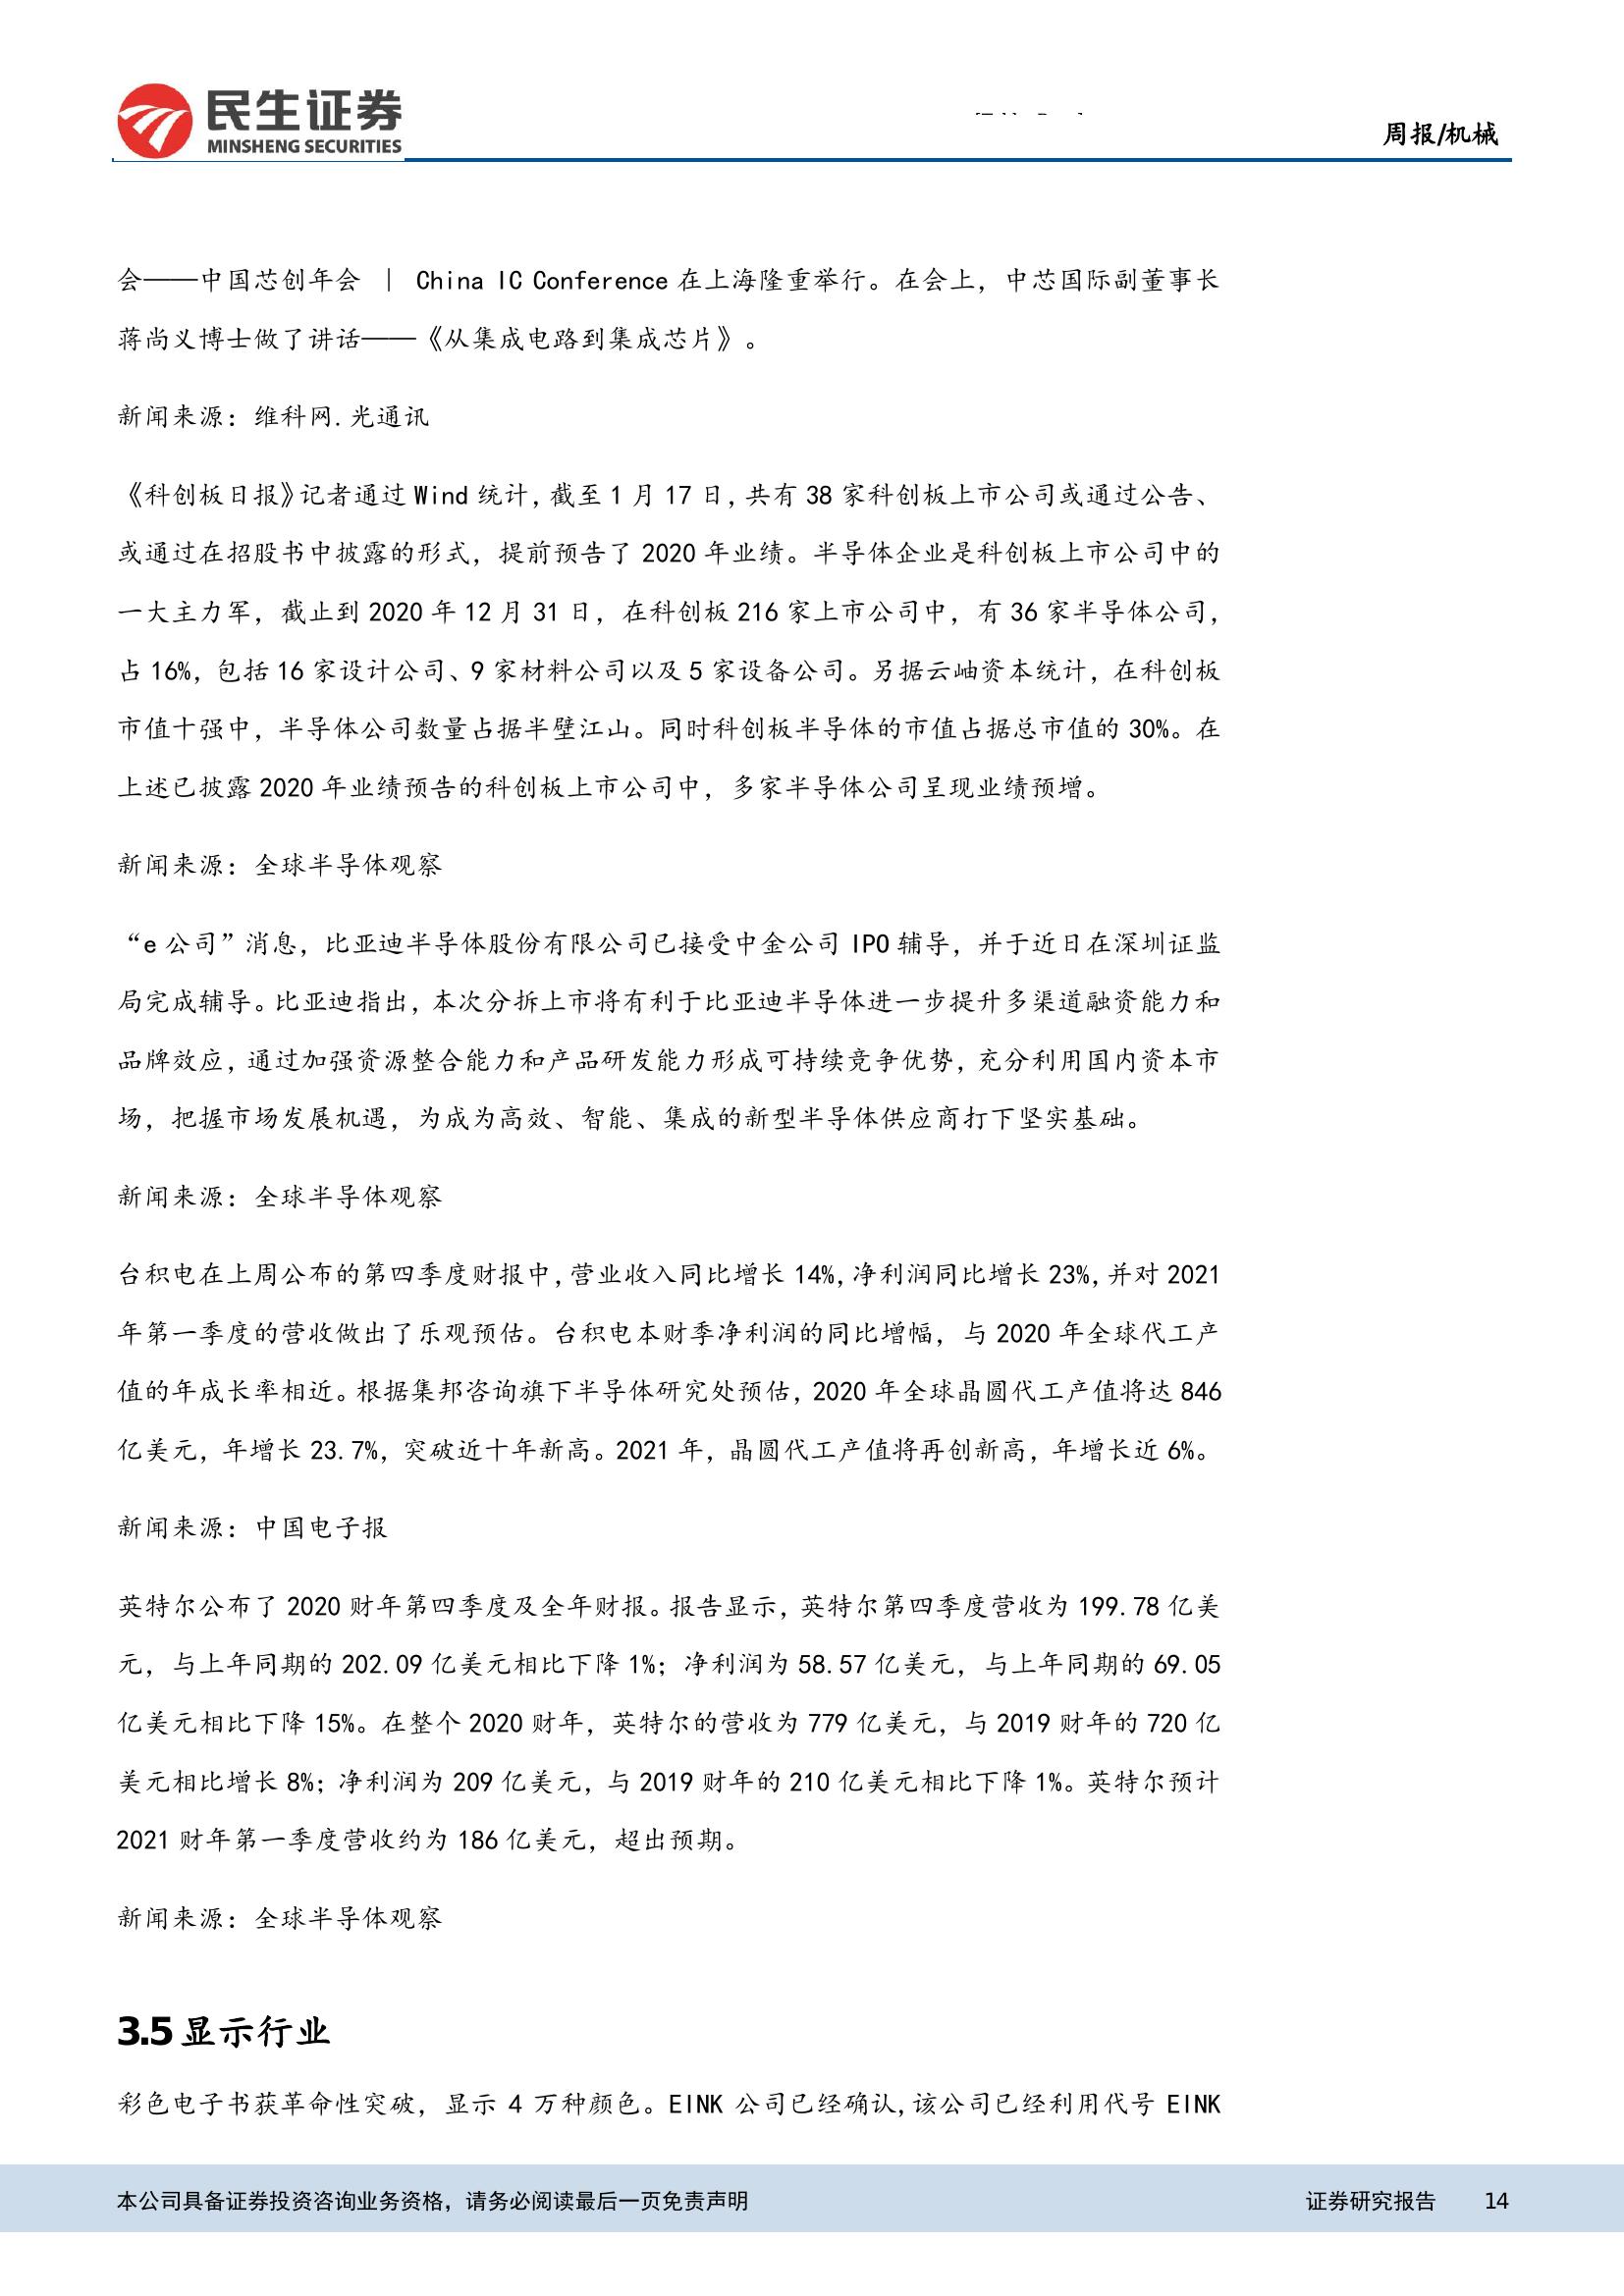 民生证券
MINSHENG SECURITIES
周报/机械
会——中国芯创年会 | China IC Conference 在上海隆重举行。在会上，中芯国际副董事长
蒋尚义博士做了讲话——《从集成电路到集成芯片》。
新闻来源：维科网.光通讯
《科创板日报》记者通过 Wind 统计，截至 1 月 17 日，共有 38 家科创板上市公司或通过公告、
或通过在招股书中披露的形式，提前预告了 2020 年业绩。半导体企业是科创板上市公司中的
一大主力军，截止到 2020 年 12 月 31 日，在科创板 216 家上市公司中，有 36 家半导体公司，
占 16%，包括 16 家设计公司、9 家材料公司以及 5 家设备公司。另据云岫资本统计，在科创板
市值十强中，半导体公司数量占据半壁江山。同时科创板半导体的市值占据总市值的 30%。在
上述已披露 2020 年业绩预告的科创板上市公司中，多家半导体公司呈现业绩预增。
新闻来源：全球半导体观察
“e 公司”消息，比亚迪半导体股份有限公司已接受中金公司 IPO 辅导，并于近日在深圳证监
局完成辅导。比亚迪指出，本次分拆上市将有利于比亚迪半导体进一步提升多渠道融资能力和
品牌效应，通过加强资源整合能力和产品研发能力形成可持续竞争优势，充分利用国内资本市
场，把握市场发展机遇，为成为高效、智能、集成的新型半导体供应商打下坚实基础。
新闻来源：全球半导体观察
台积电在上周公布的第四季度财报中，营业收入同比增长 14%，净利润同比增长 23%，并对 2021
年第一季度的营收做出了乐观预估。台积电本财季净利润的同比增幅，与 2020 年全球代工产
值的年成长率相近。根据集邦咨询旗下半导体研究处预估，2020 年全球晶圆代工产值将达 846
亿美元，年增长 23.7%，突破近十年新高。2021 年，晶圆代工产值将再创新高，年增长近 6%。
新闻来源：中国电子报
英特尔公布了 2020 财年第四季度及全年财报。报告显示，英特尔第四季度营收为 199.78 亿美
元，与上年同期的 202.09 亿美元相比下降 1%；净利润为 58.57 亿美元，与上年同期的 69.05
亿美元相比下降 15%。在整个 2020 财年，英特尔的营收为 779 亿美元，与 2019 财年的 720 亿
美元相比增长 8%；净利润为 209 亿美元，与 2019 财年的 210 亿美元相比下降 1%。英特尔预计
2021 财年第一季度营收约为 186 亿美元，超出预期。
新闻来源：全球半导体观察
3.5 显示行业
彩色电子书获革命性突破，显示 4 万种颜色。EINK 公司已经确认，该公司已经利用代号 EINK
本公司具备证券投资咨询业务资格，请务必阅读最后一页免责声明 证券研究报告 14